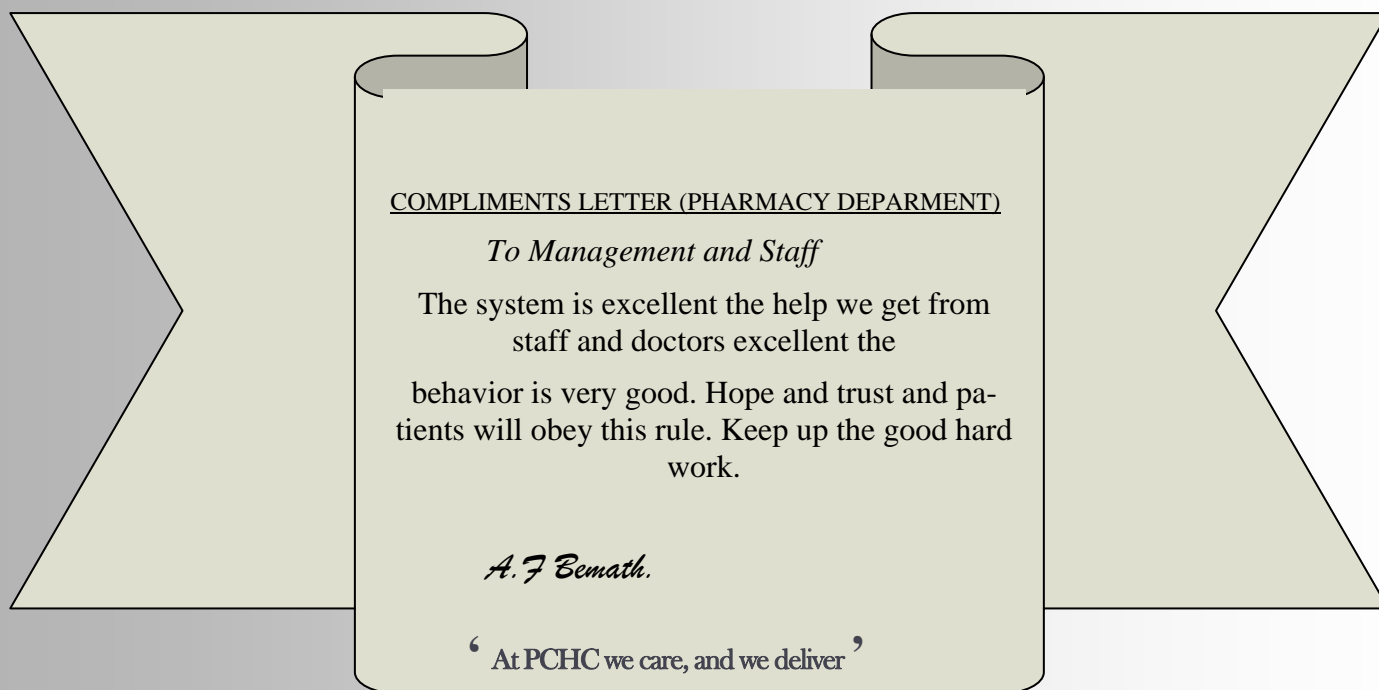 COMPLIMENTS LETTER (PHARMACY DEPARMENT)
To Management and Staff
The system is excellent the help we get from
staff and doctors excellent the
behavior is very good. Hope and trust and pa-
tients will obey this rule. Keep up the good hard
work.
A.F Bemath.
‘ At PCHC we care, and we deliver ’